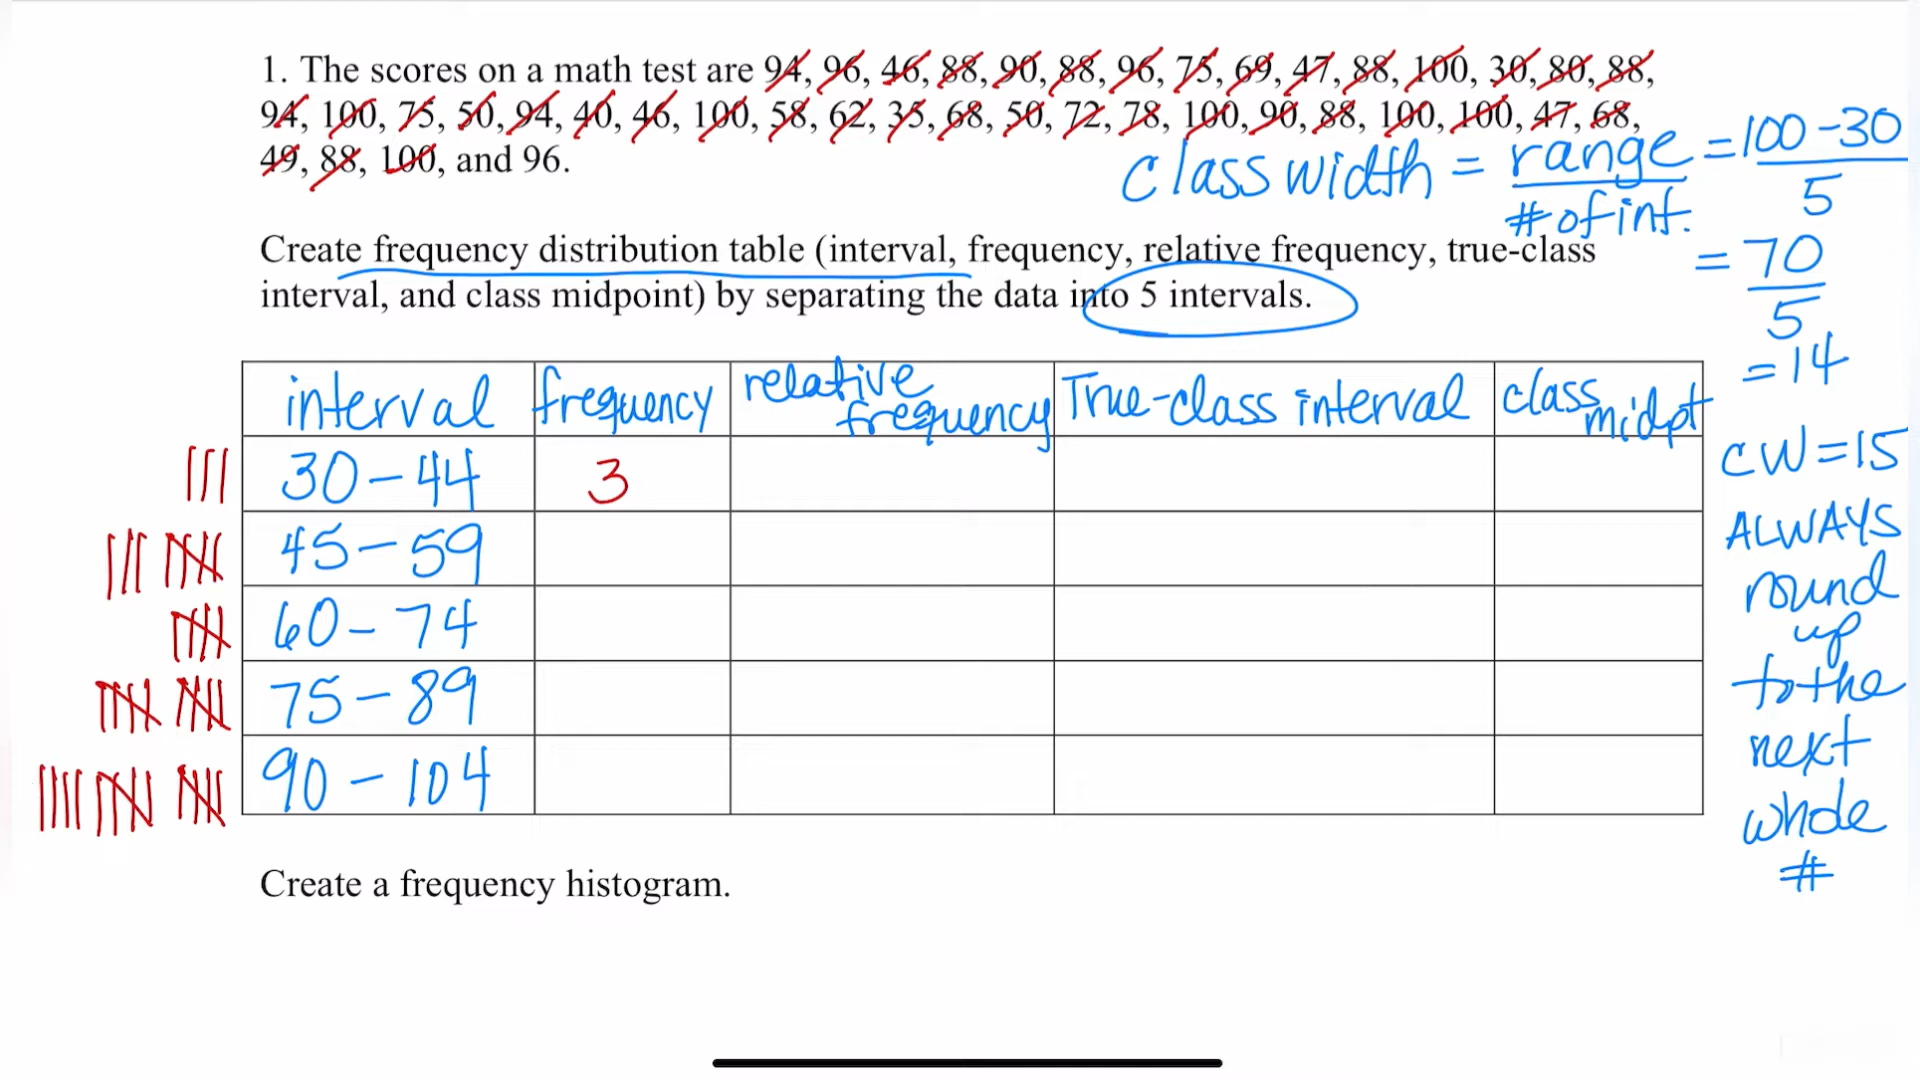 1. The scores on a math test are 94, 96, 46, 88, 90, 88, 96, 75, 69, 47, 88, 100, 30, 80, 88,
94, 100, 75, 50, 94, 40, 46, 100, 58, 62, 35, 68, 50, 72, 78, 100, 90, 88, 100, 100, 47, 68,
49, 88, 100, and 96.
class width = range / # of int. = 100-30 / 5
= 70 / 5
= 14
Create frequency distribution table (interval, frequency, relative frequency, true-class
interval, and class midpoint) by separating the data into 5 intervals.
interval frequency relative frequency True-class interval class midpt
30-44 3
45-59
60-74
75-89
90-104
CW=15
ALWAYS
round
up
to the
next
whole
#
Create a frequency histogram.